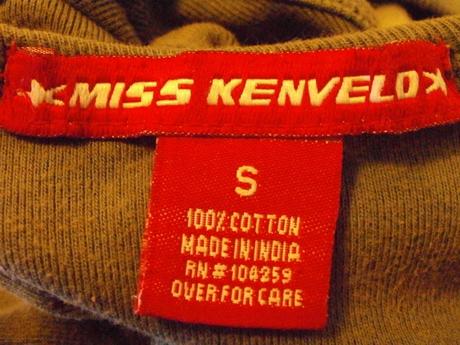 MISS KENVELO
S
100% COTTON
MADE IN INDIA
RN#104259
OVER FOR CARE